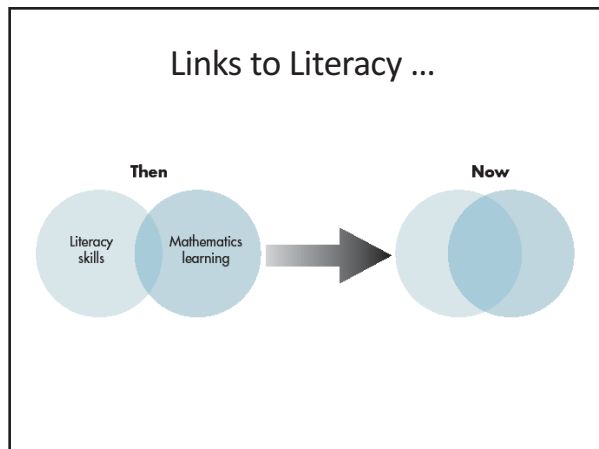 Links to Literacy ...
Then
Now
Literacy
skills
Mathematics
learning